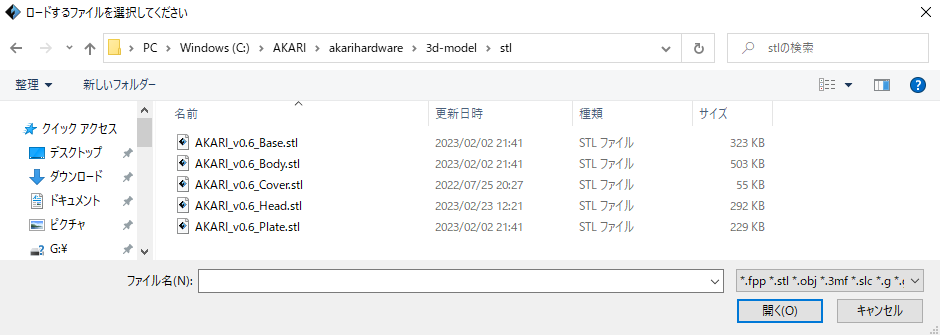 ロードするファイルを選択してください
PC > Windows (C:) > AKARI > akarihardware > 3d-model > stl
stlの検索
整理 新しいフォルダー
名前 更新日時 種類 サイズ
クイック アクセス
デスクトップ
ダウンロード
ドキュメント
ピクチャ
G:¥
AKARI_v0.6_Base.stl 2023/02/02 21:41 STL ファイル 323 KB
AKARI_v0.6_Body.stl 2023/02/02 21:41 STL ファイル 503 KB
AKARI_v0.6_Cover.stl 2022/07/25 20:27 STL ファイル 55 KB
AKARI_v0.6_Head.stl 2023/02/23 12:21 STL ファイル 292 KB
AKARI_v0.6_Plate.stl 2023/02/02 21:41 STL ファイル 229 KB
ファイル名(N):
*.fpp *.stl *.obj *.3mf *.slc *.g *.
開く(O) キャンセル